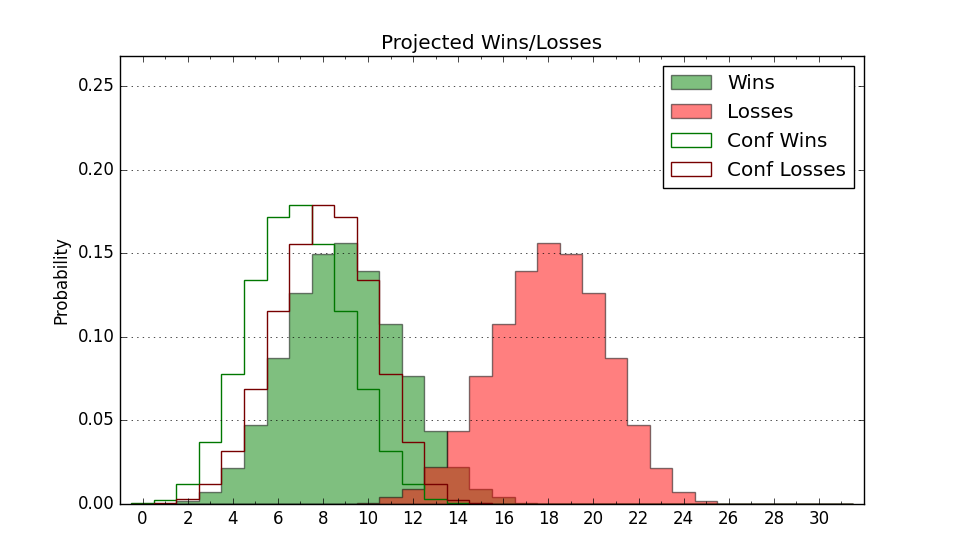 Projected Wins/Losses
Probability
0.25
0.20
0.15
0.10
0.05
0.00
0 2 4 6 8 10 12 14 16 18 20 22 24 26 28 30
Wins
Losses
Conf Wins
Conf Losses